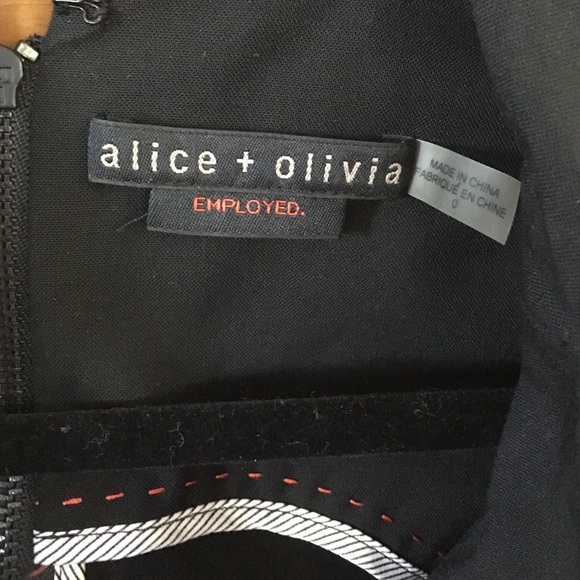 alice + olivia
EMPLOYED.
MADE IN CHINA
FABRIQUÉ EN CHINE
0